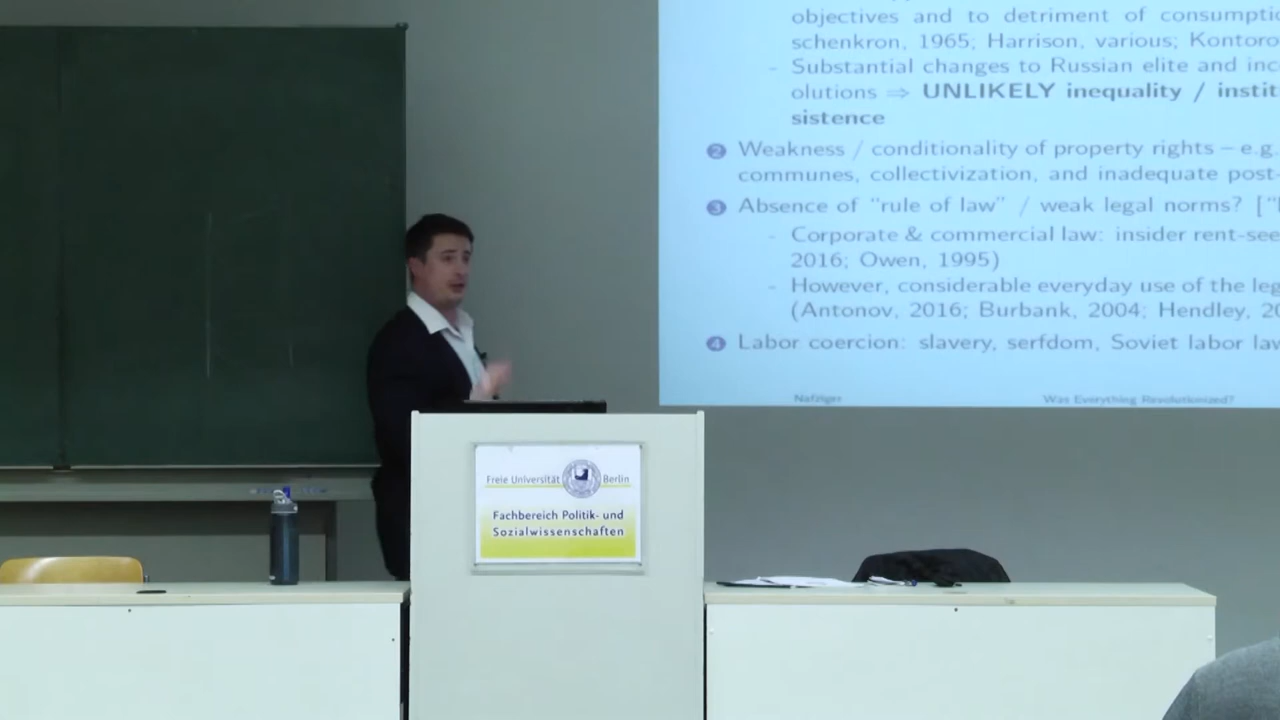 objectives and to detriment of consumptio
schenkron, 1965; Harrison, various; Kontoro
- Substantial changes to Russian elite and inc
olutions ⇒ UNLIKELY inequality / instit
sistence
2 Weakness / conditionality of property rights – e.g.
communes, collectivization, and inadequate post-
3 Absence of “rule of law” / weak legal norms? [“
- Corporate & commercial law: insider rent-see
2016; Owen, 1995)
- However, considerable everyday use of the leg
(Antonov, 2016; Burbank, 2004; Hendley, 20
4 Labor coercion: slavery, serfdom, Soviet labor law
Nafziger Was Everything Revolutionized?
Freie Universität Berlin
Fachbereich Politik- und
Sozialwissenschaften